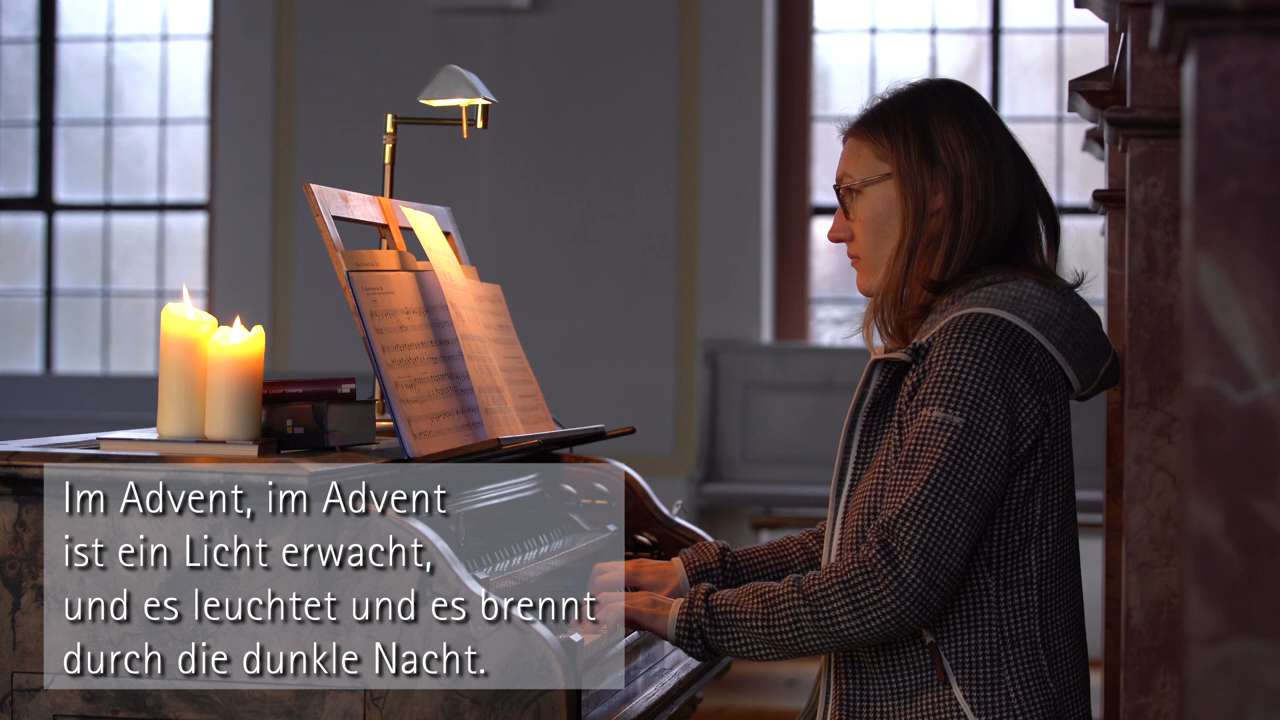 Im Advent, im Advent
ist ein Licht erwacht,
und es leuchtet und es brennt
durch die dunkle Nacht.